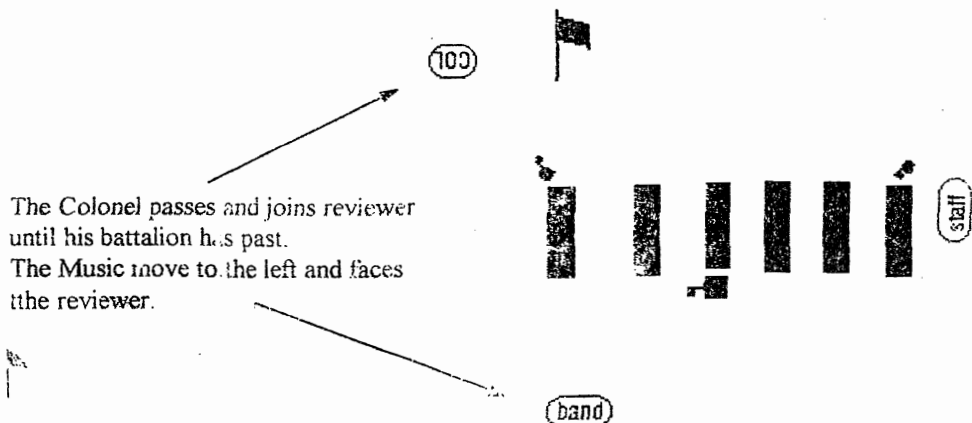 COL
The Colonel passes and joins reviewer
until his battalion has past.
The Music move to the left and faces
tthe reviewer.
staff
band